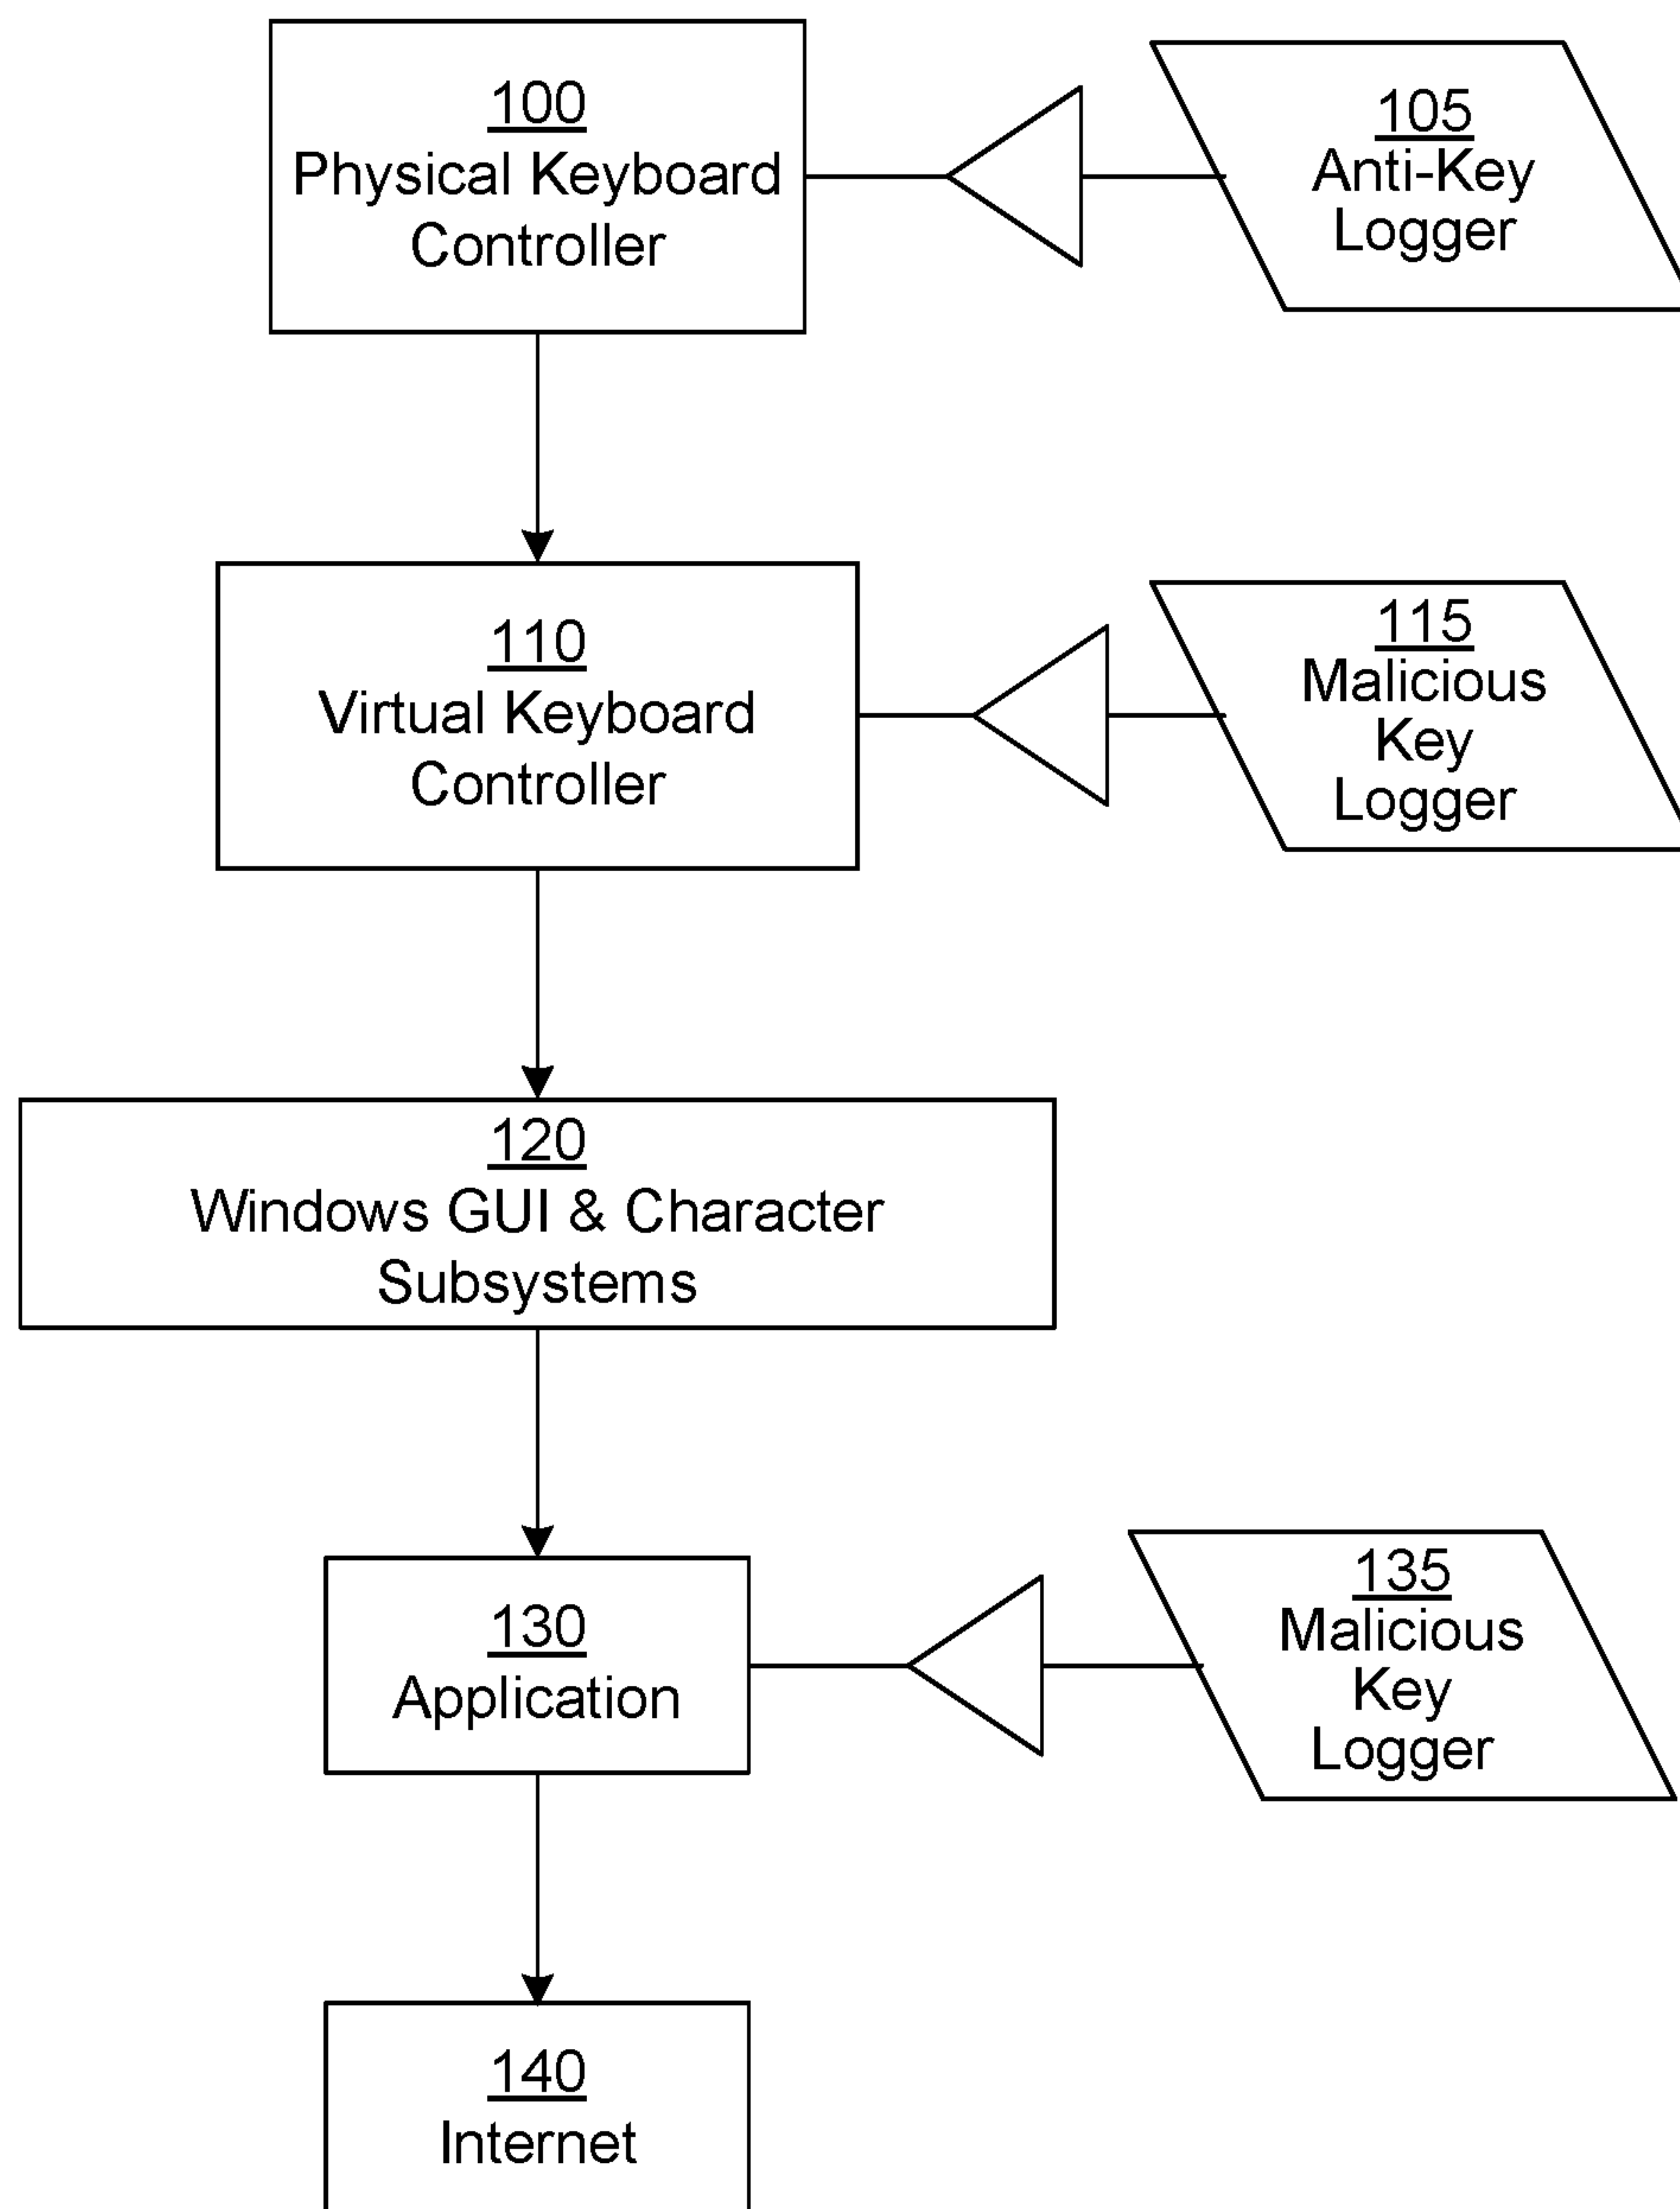 100
Physical Keyboard
Controller
105
Anti-Key
Logger
110
Virtual Keyboard
Controller
115
Malicious
Key
Logger
120
Windows GUI & Character
Subsystems
130
Application
135
Malicious
Key
Logger
140
Internet